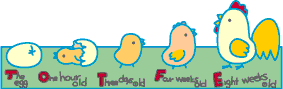 The egg
One hour old
Three days old
Four weeks old
Eight weeks old